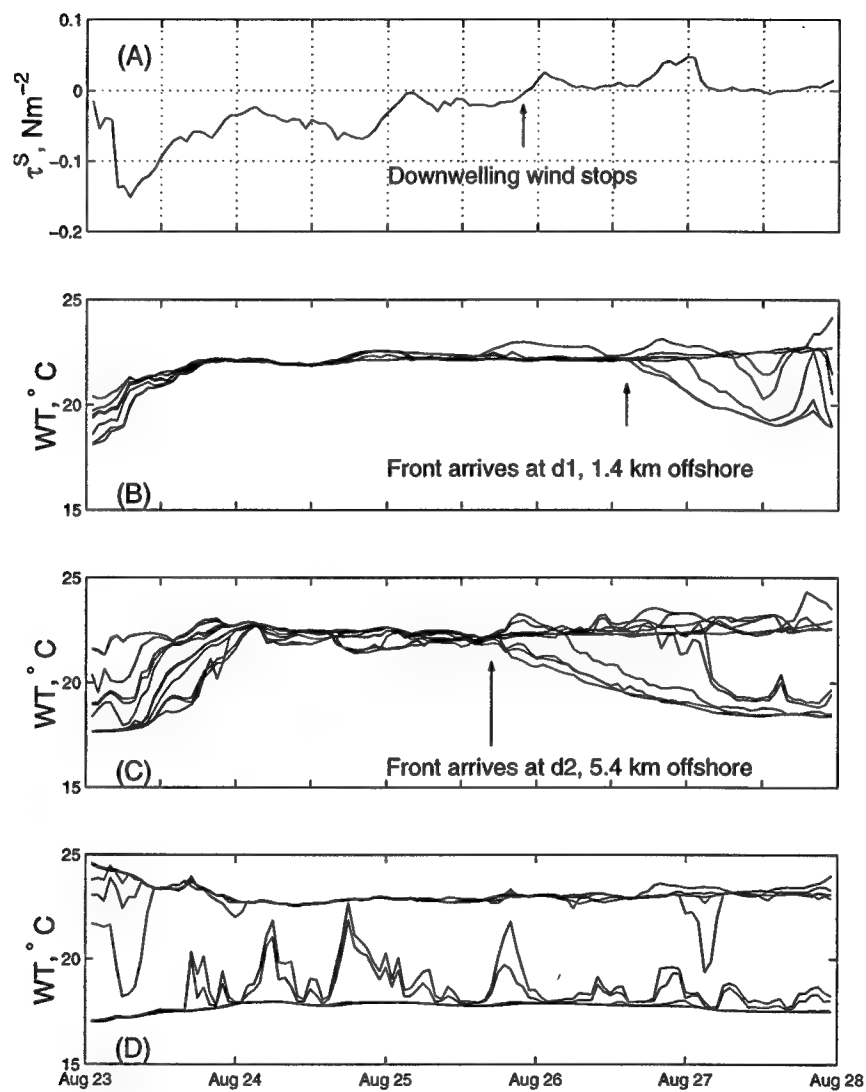 0.1
(A)
0
τˢ, Nm⁻²
−0.1
Downwelling wind stops
−0.2
25
WT, ° C
20
Front arrives at d1, 1.4 km offshore
(B)
15
25
WT, ° C
20
Front arrives at d2, 5.4 km offshore
(C)
15
25
WT, ° C
20
(D)
15
Aug 23 Aug 24 Aug 25 Aug 26 Aug 27 Aug 28